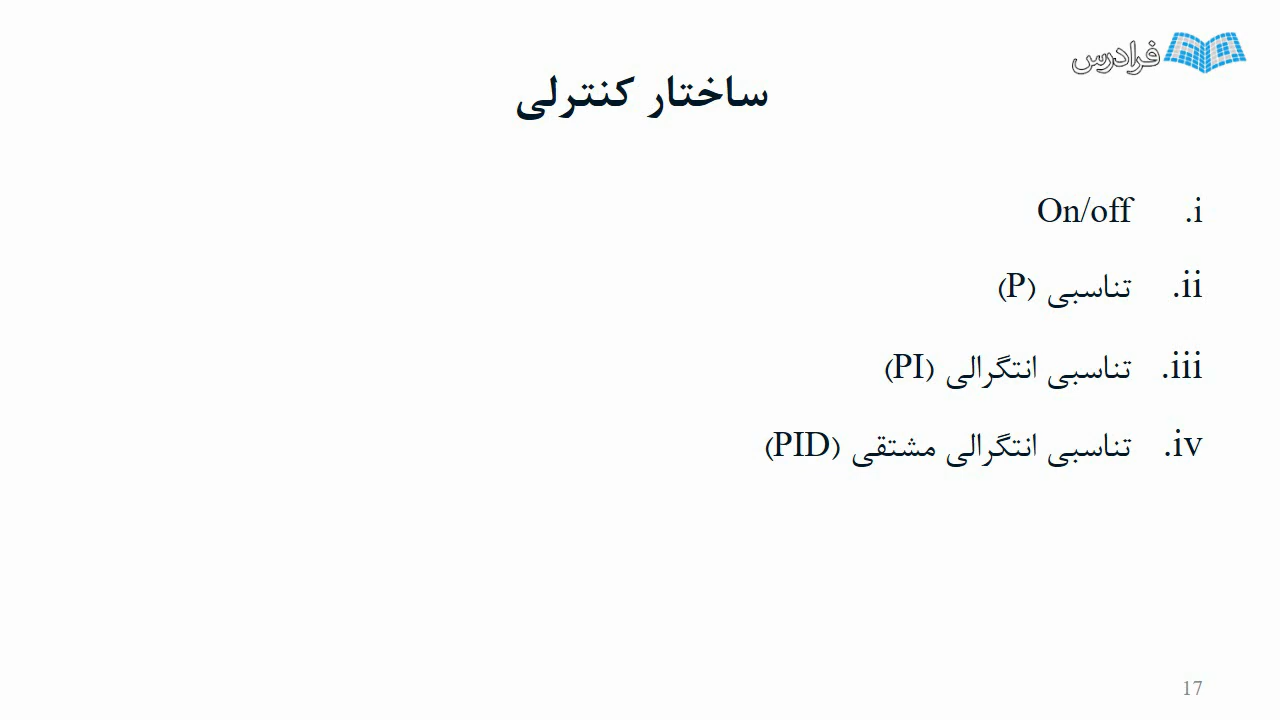 فرادرس
ساختار کنترلی
i. On/off
ii. تناسبی (P)
iii. تناسبی انتگرالی (PI)
iv. تناسبی انتگرالی مشتقی (PID)
17